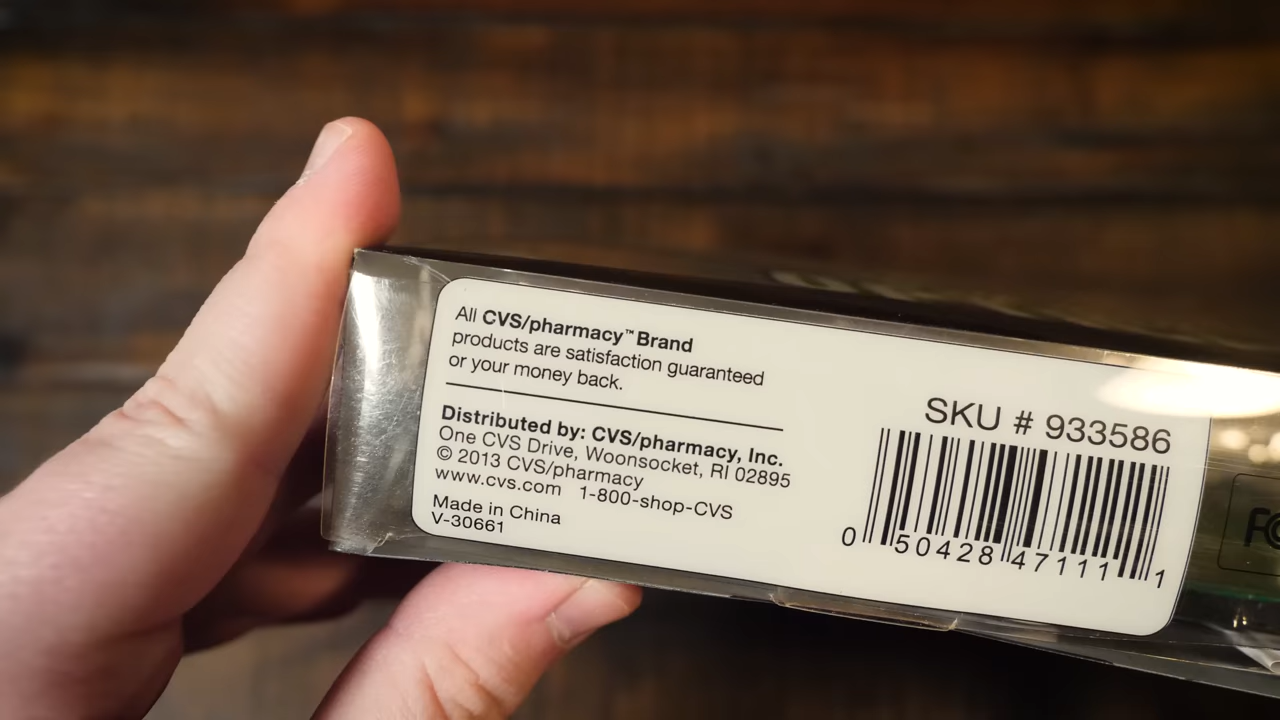 All CVS/pharmacy™ Brand
products are satisfaction guaranteed
or your money back.
Distributed by: CVS/pharmacy, Inc.
One CVS Drive, Woonsocket, RI 02895
© 2013 CVS/pharmacy
www.cvs.com 1-800-shop-CVS
Made in China
V-30661
SKU # 933586
0 50428 47111 1